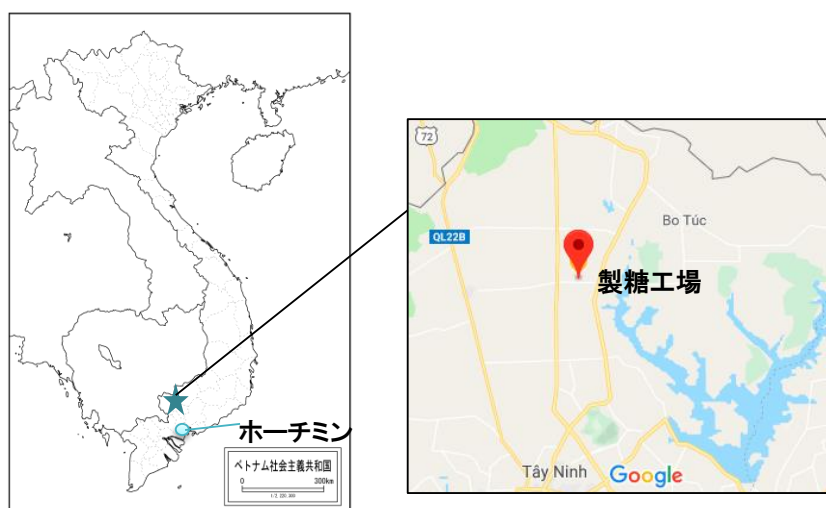 ホーチミン
ベトナム社会主義共和国
0 300km
72
Bo Túc
QL22B
製糖工場
Tây Ninh
Google